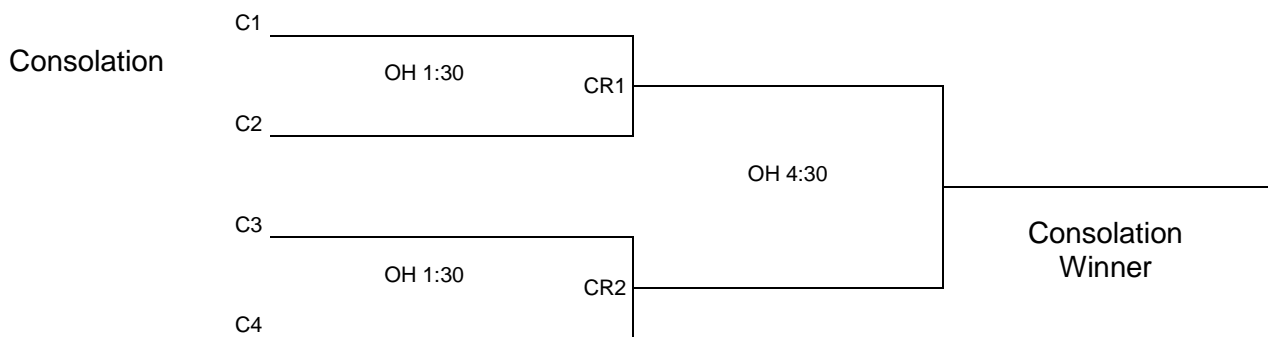 C1
Consolation
OH 1:30
CR1
C2
OH 4:30
C3
Consolation
Winner
OH 1:30
CR2
C4